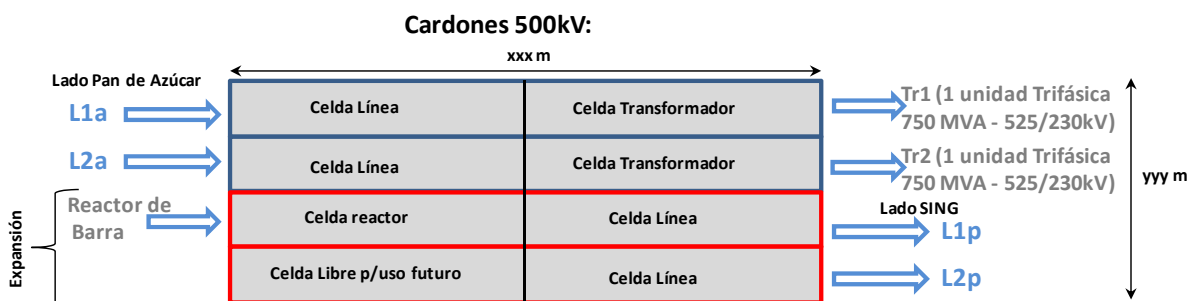 Cardones 500kV:
xxx m
Lado Pan de Azúcar
L1a
Celda Línea
Celda Transformador
Tr1 (1 unidad Trifásica
750 MVA - 525/230kV)
L2a
Celda Línea
Celda Transformador
Tr2 (1 unidad Trifásica
750 MVA - 525/230kV)
yyy m
Expansión
Reactor de
Barra
Celda reactor
Celda Línea
Lado SING
L1p
Celda Libre p/uso futuro
Celda Línea
L2p